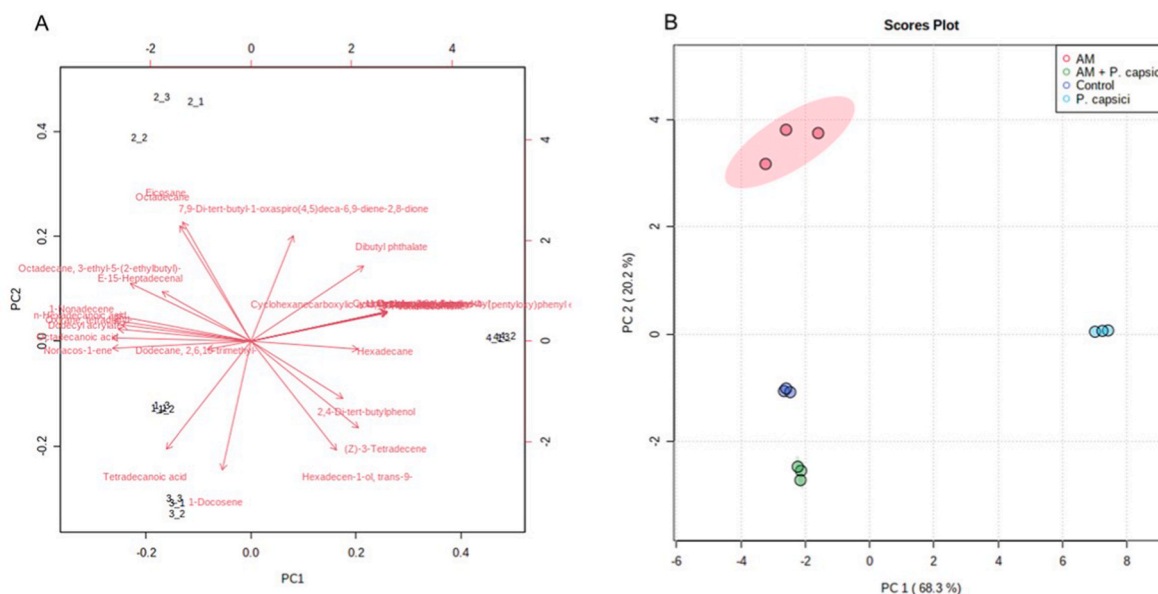 A
-2 0 2 4
2_3 2_1
2_2
Eicosane
Octadecane
7,9-Di-tert-butyl-1-oxaspiro(4,5)deca-6,9-diene-2,8-dione
Dibutyl phthalate
Octadecane, 3-ethyl-5-(2-ethylbutyl)-
E-15-Heptadecenal
Cyclohexanecarboxylic
1-Nonadecene
n-Hexadecanoic acid
Dodecyl acrylate
Octadecanoic acid
Nonacos-1-ene
Dodecane, 2,6,10-trimethyl-
Hexadecane
2,4-Di-tert-butylphenol
(Z)-3-Tetradecene
Tetradecanoic acid
Hexadecen-1-ol, trans-9-
3_3
3_1
3_2
1-Docosene
PC2
0.4
0.2
0.0
-0.2
4
2
0
-2
-0.2 0.0 0.2 0.4
PC1
B
Scores Plot
AM
AM + P. capsic
Control
P. capsici
PC 2 ( 20.2 %)
4
2
0
-2
-6 -4 -2 0 2 4 6 8
PC 1 ( 68.3 %)